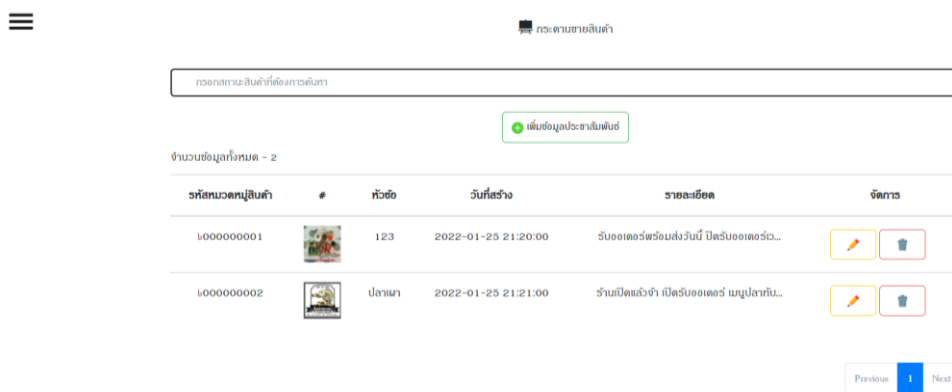 กระดานขายสินค้า
กรอกสถานะสินค้าที่ต้องการค้นหา
เพิ่มข้อมูลประชาสัมพันธ์
จำนวนข้อมูลทั้งหมด - 2
รหัสหมวดหมู่สินค้า # หัวข้อ วันที่สร้าง รายละเอียด จัดการ
b000000001 123 2022-01-25 21:20:00 รับออเดอร์พร้อมส่งวันนี้ ปิดรับออเดอร์เว...
b000000002 ปลาเผา 2022-01-25 21:21:00 ร้านเปิดแล้วจ้า เปิดรับออเดอร์ เมนูปลาทับ...
Previous 1 Next